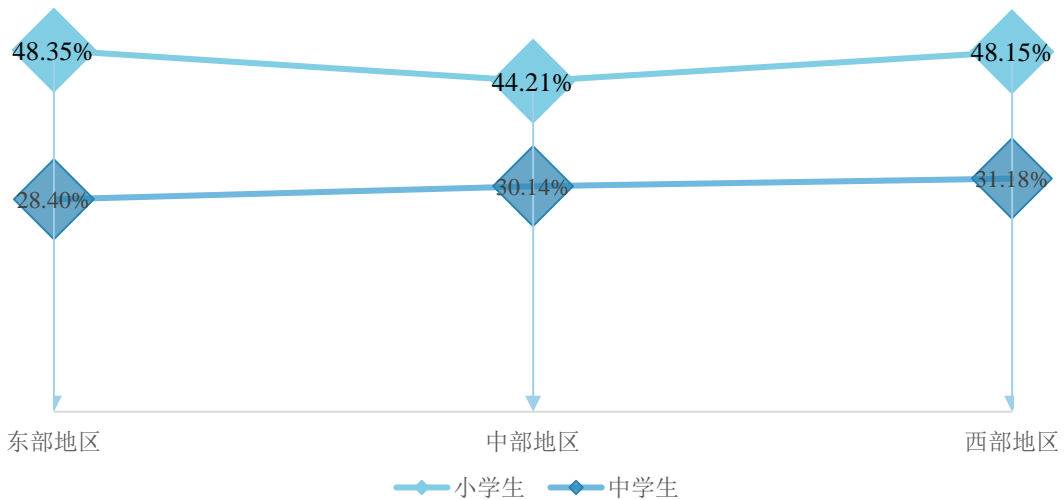 48.35%
44.21%
48.15%
28.40%
30.14%
31.18%
东部地区
中部地区
西部地区
小学生
中学生